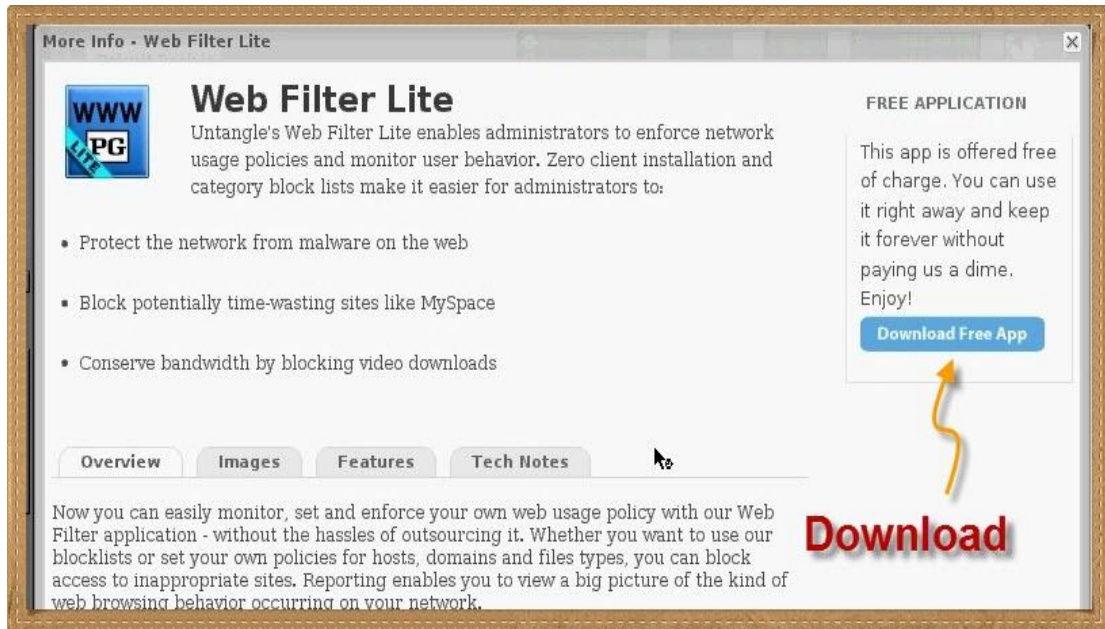 More Info - Web Filter Lite
WWW
PG
LITE
Web Filter Lite
Untangle's Web Filter Lite enables administrators to enforce network
usage policies and monitor user behavior. Zero client installation and
category block lists make it easier for administrators to:
• Protect the network from malware on the web
• Block potentially time-wasting sites like MySpace
• Conserve bandwidth by blocking video downloads
FREE APPLICATION
This app is offered free
of charge. You can use
it right away and keep
it forever without
paying us a dime.
Enjoy!
Download Free App
Download
Overview Images Features Tech Notes
Now you can easily monitor, set and enforce your own web usage policy with our Web
Filter application - without the hassles of outsourcing it. Whether you want to use our
blocklists or set your own policies for hosts, domains and files types, you can block
access to inappropriate sites. Reporting enables you to view a big picture of the kind of
web browsing behavior occurring on your network.